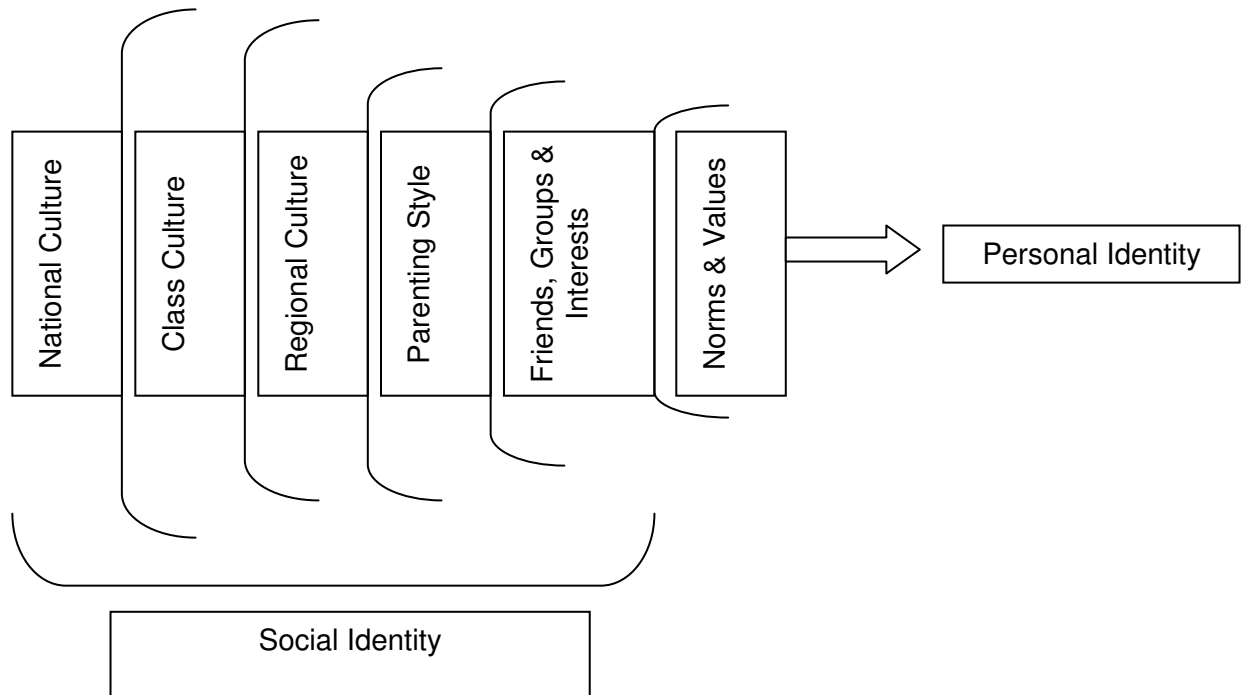 National Culture
Class Culture
Regional Culture
Parenting Style
Friends, Groups &
Interests
Norms & Values
Personal Identity
Social Identity